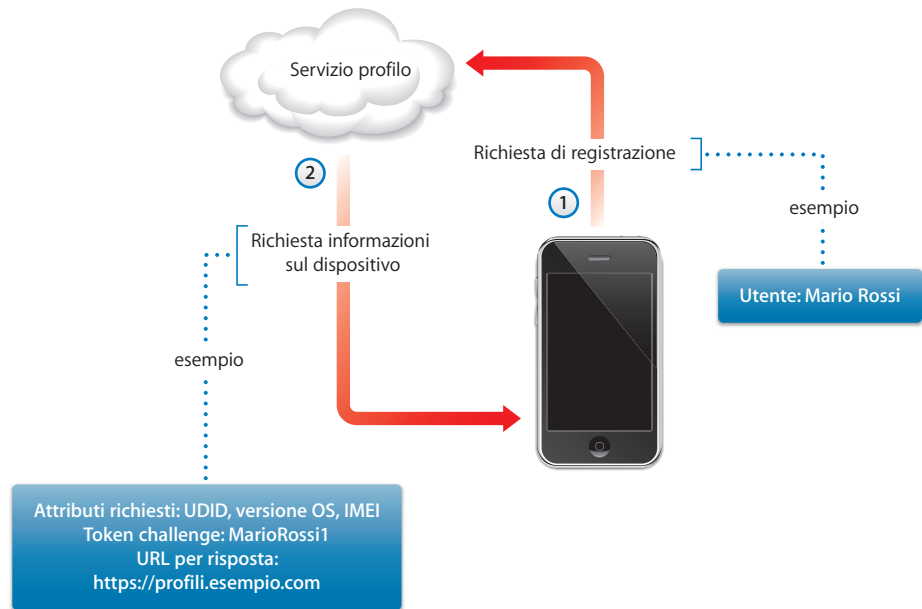 Servizio profilo
Richiesta di registrazione
2
1
esempio
Richiesta informazioni
sul dispositivo
Utente: Mario Rossi
esempio
Attributi richiesti: UDID, versione OS, IMEI
Token challenge: MarioRossi1
URL per risposta:
https://profili.esempio.com